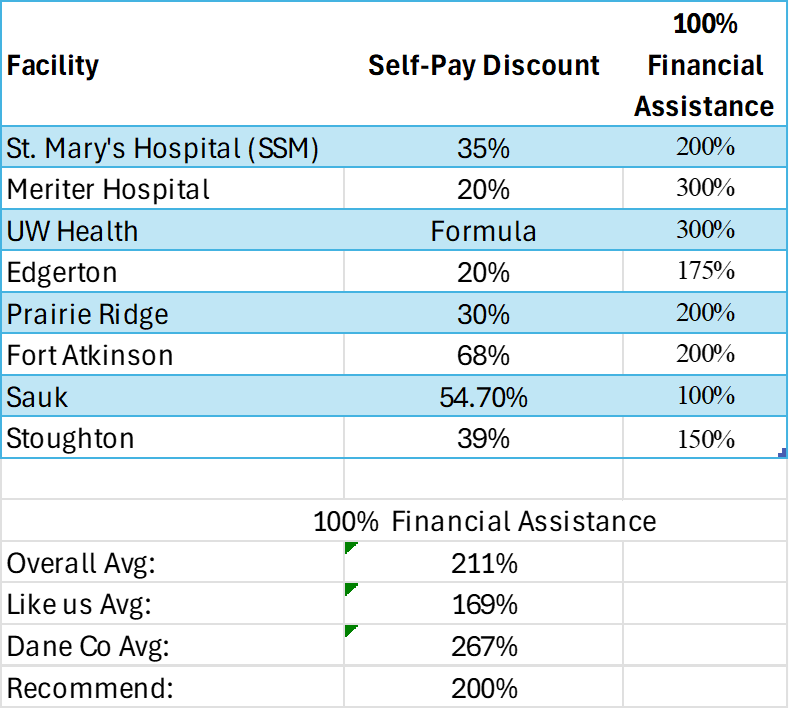 Facility Self-Pay Discount 100% Financial Assistance
St. Mary's Hospital (SSM) 35% 200%
Meriter Hospital 20% 300%
UW Health Formula 300%
Edgerton 20% 175%
Prairie Ridge 30% 200%
Fort Atkinson 68% 200%
Sauk 54.70% 100%
Stoughton 39% 150%
100% Financial Assistance
Overall Avg: 211%
Like us Avg: 169%
Dane Co Avg: 267%
Recommend: 200%